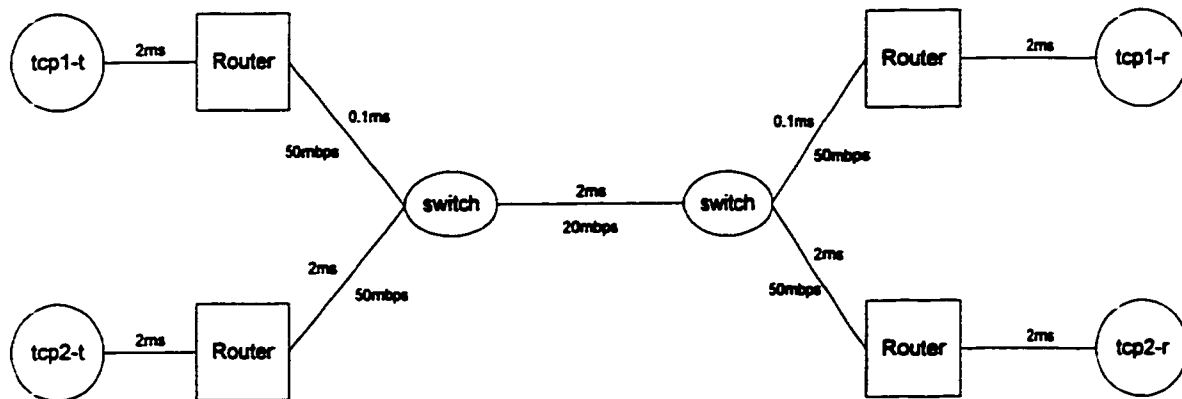 tcp1-t
2ms
Router
0.1ms
50mbps
switch
2ms
20mbps
switch
0.1ms
50mbps
Router
2ms
tcp1-r
tcp2-t
2ms
Router
2ms
50mbps
2ms
50mbps
Router
2ms
tcp2-r